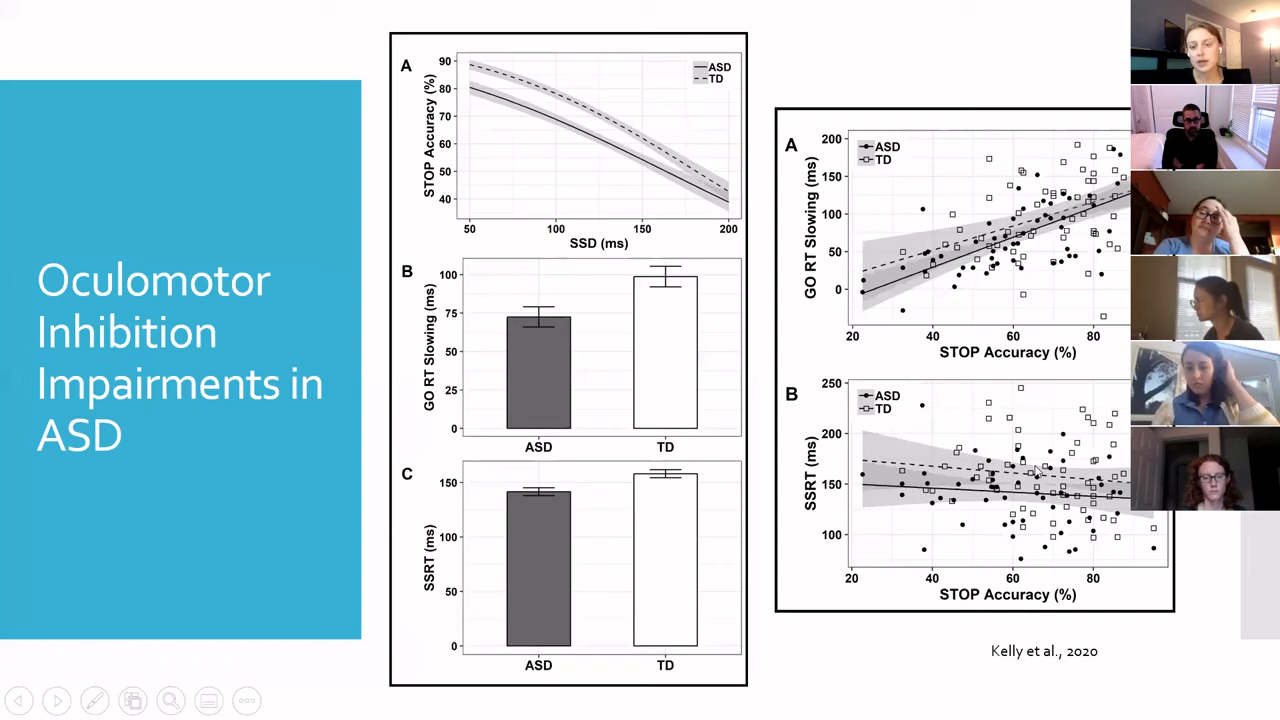 Oculomotor
Inhibition
Impairments in
ASD
A
ASD
TD
STOP Accuracy (%)
90
80
70
60
50
40
50
100
150
200
SSD (ms)
B
GO RT Slowing (ms)
100
75
50
25
0
ASD
TD
C
SSRT (ms)
150
50
0
ASD
TD
A
ASD
TD
GO RT Slowing (ms)
200
150
100
50
0
20
40
60
80
STOP Accuracy (%)
B
ASD
TD
SSRT (ms)
250
200
150
100
20
40
60
80
STOP Accuracy (%)
Kelly et al., 2020